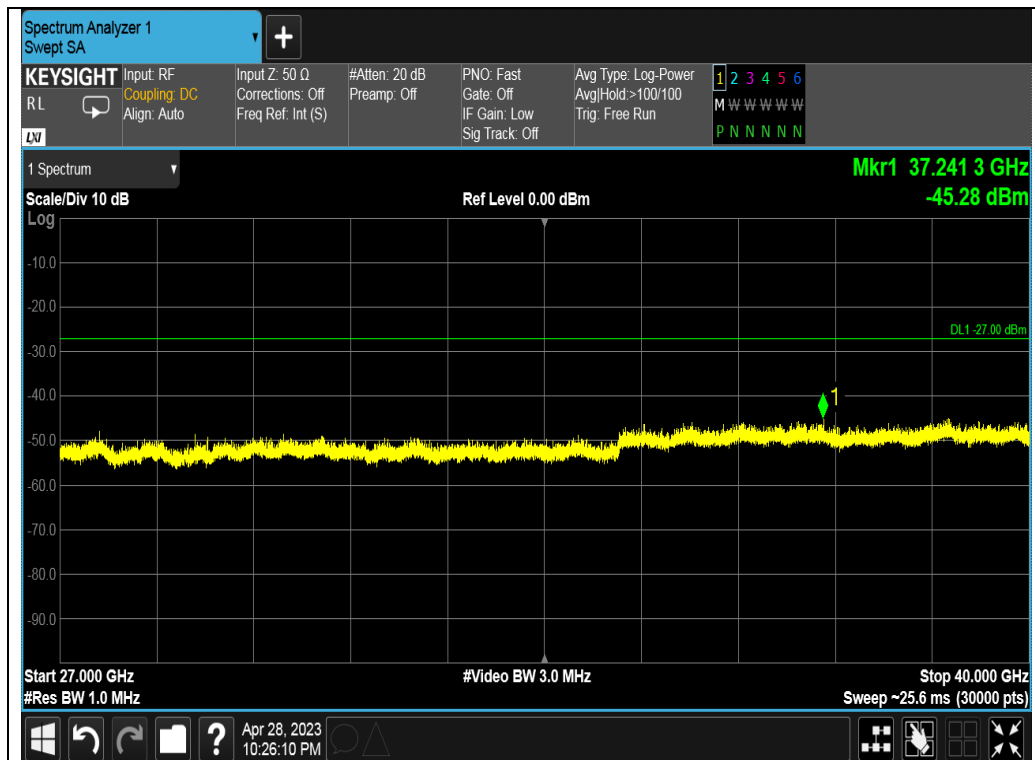 Spectrum Analyzer 1
Swept SA
+
KEYSIGHT
RL
LXI
Input: RF
Coupling: DC
Align: Auto
Input Z: 50 Ω
Corrections: Off
Freq Ref: Int (S)
#Atten: 20 dB
Preamp: Off
PNO: Fast
Gate: Off
IF Gain: Low
Sig Track: Off
Avg Type: Log-Power
Avg|Hold:>100/100
Trig: Free Run
1 2 3 4 5 6
M W W W W W
P N N N N N
1 Spectrum
Mkr1 37.241 3 GHz
-45.28 dBm
Scale/Div 10 dB
Ref Level 0.00 dBm
Log
-10.0
-20.0
DL1 -27.00 dBm
-30.0
-40.0
1
-50.0
-60.0
-70.0
-80.0
-90.0
Start 27.000 GHz
#Video BW 3.0 MHz
Stop 40.000 GHz
#Res BW 1.0 MHz
Sweep ~25.6 ms (30000 pts)
?
Apr 28, 2023
10:26:10 PM